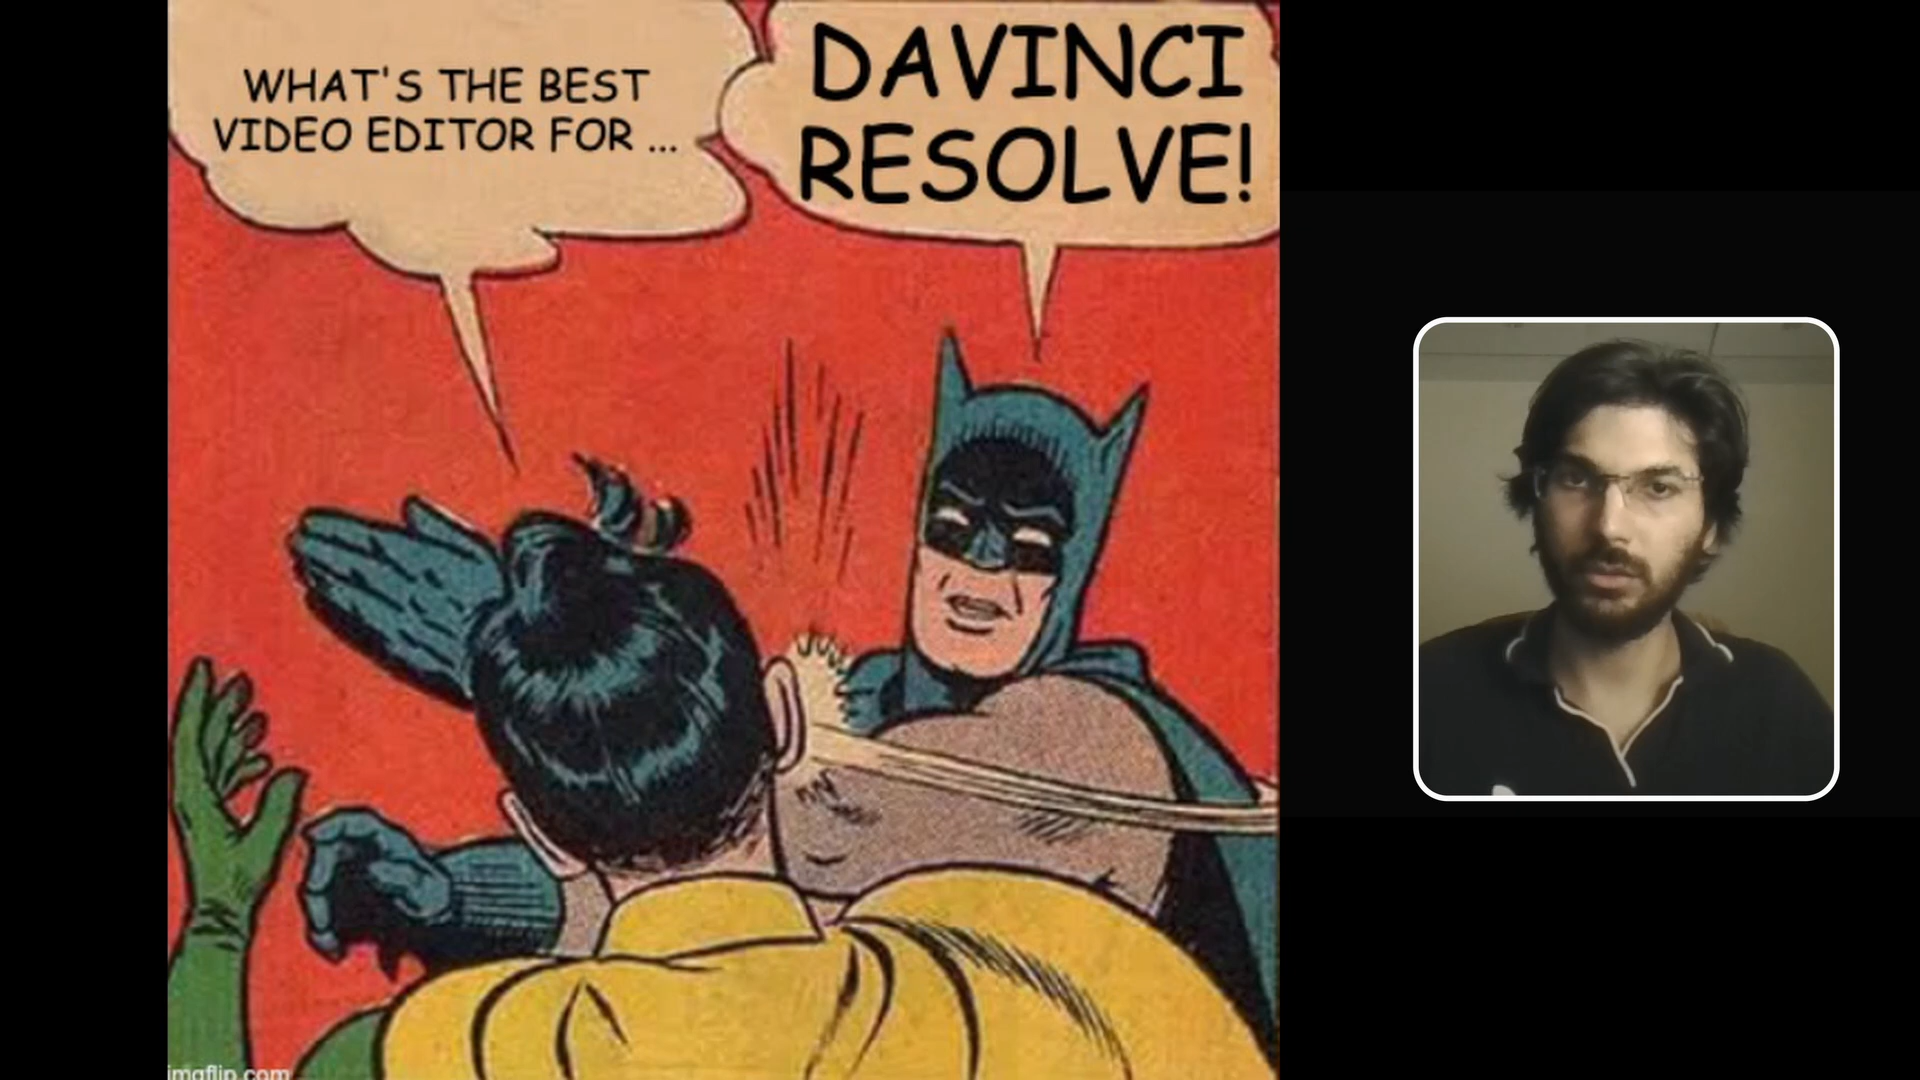 WHAT'S THE BEST
VIDEO EDITOR FOR ...
DAVINCI
RESOLVE!
imgflip.com